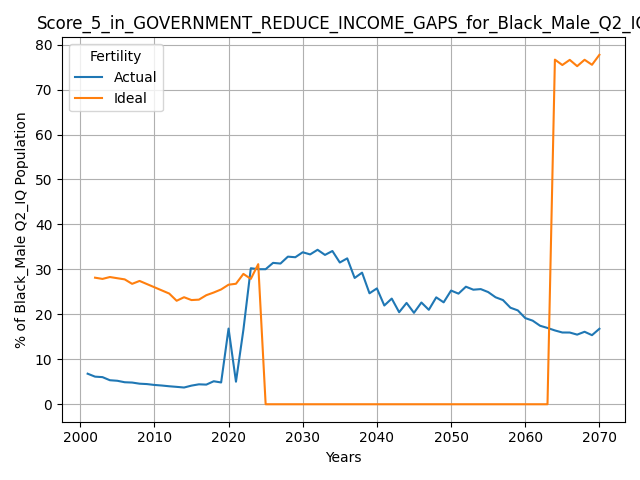 Score_5_in_GOVERNMENT_REDUCE_INCOME_GAPS_for_Black_Male_Q2_IQ
Fertility
Actual
Ideal
% of Black_Male Q2_IQ Population
80
70
60
50
40
30
20
10
0
2000 2010 2020 2030 2040 2050 2060 2070
Years